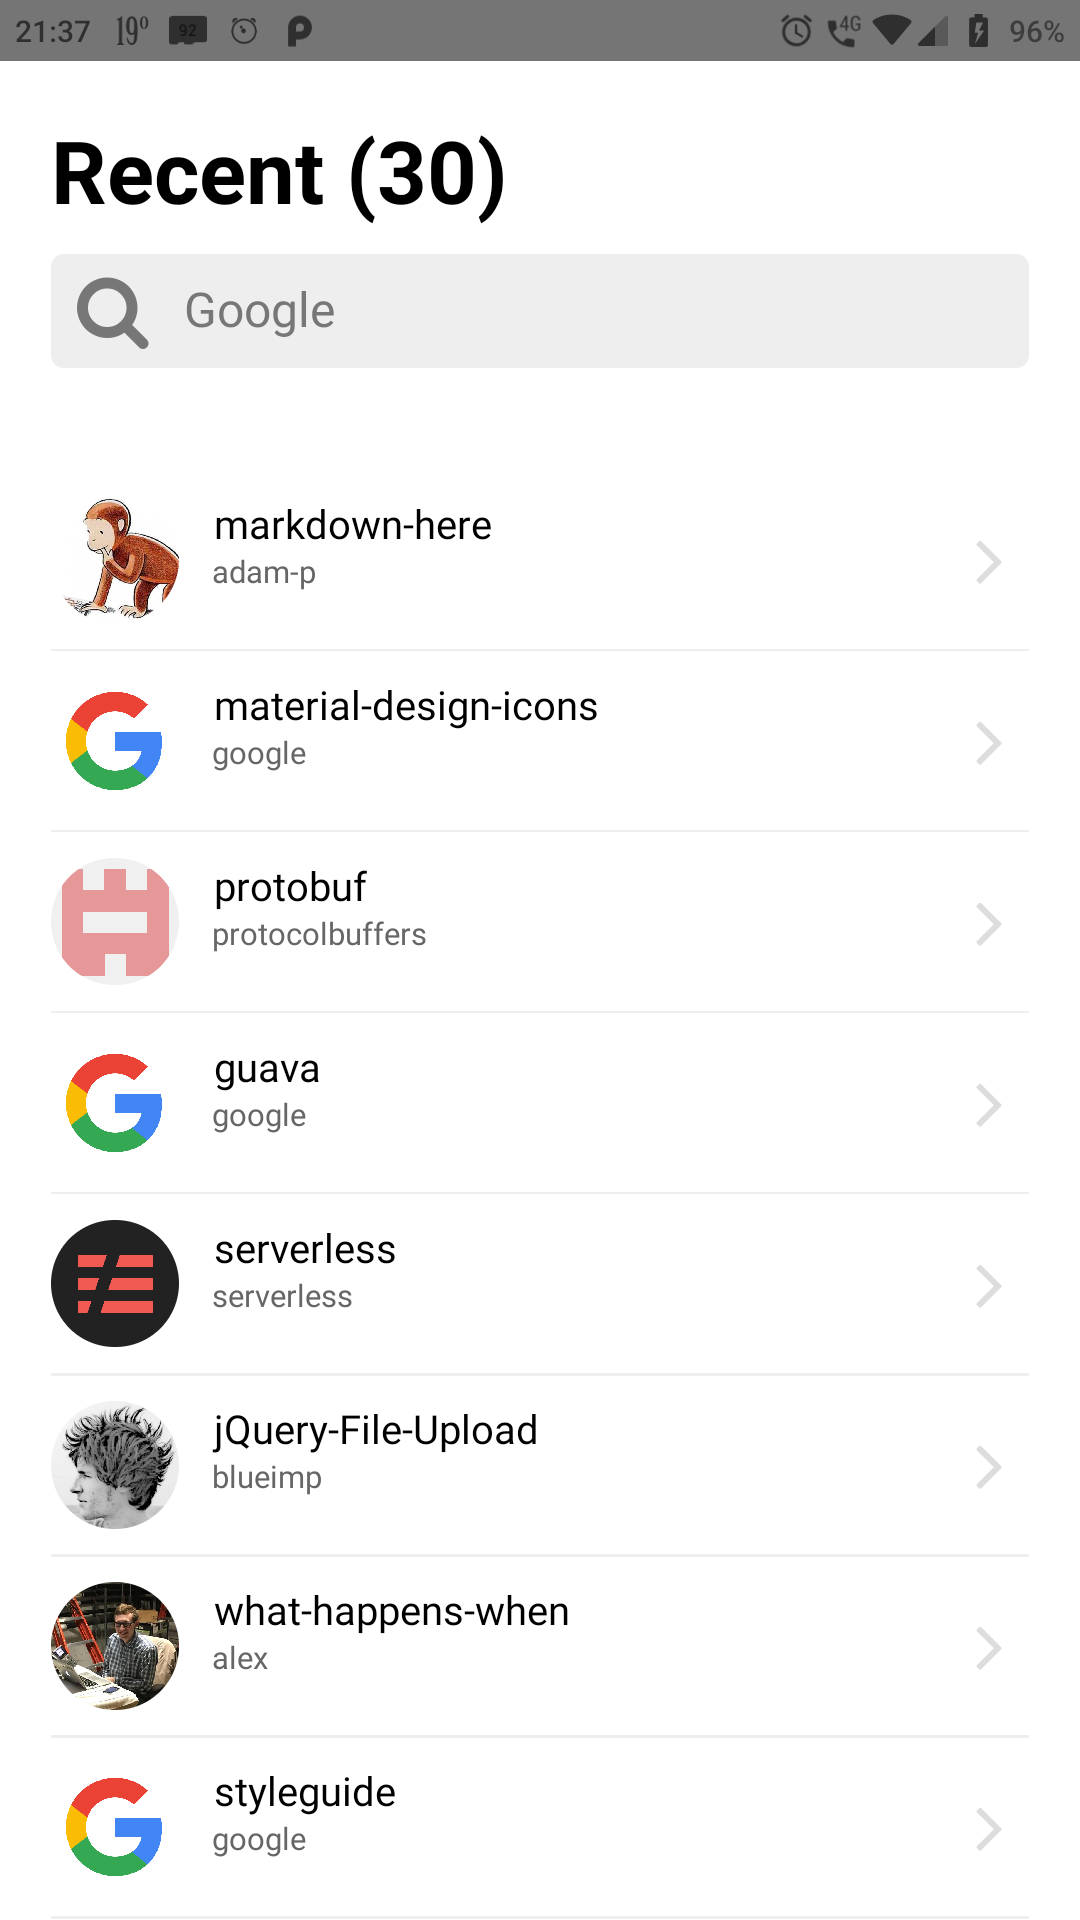 21:37 19⁰ 92 4G 96%
Recent (30)
Google
markdown-here
adam-p
material-design-icons
google
protobuf
protocolbuffers
guava
google
serverless
serverless
jQuery-File-Upload
blueimp
what-happens-when
alex
styleguide
google